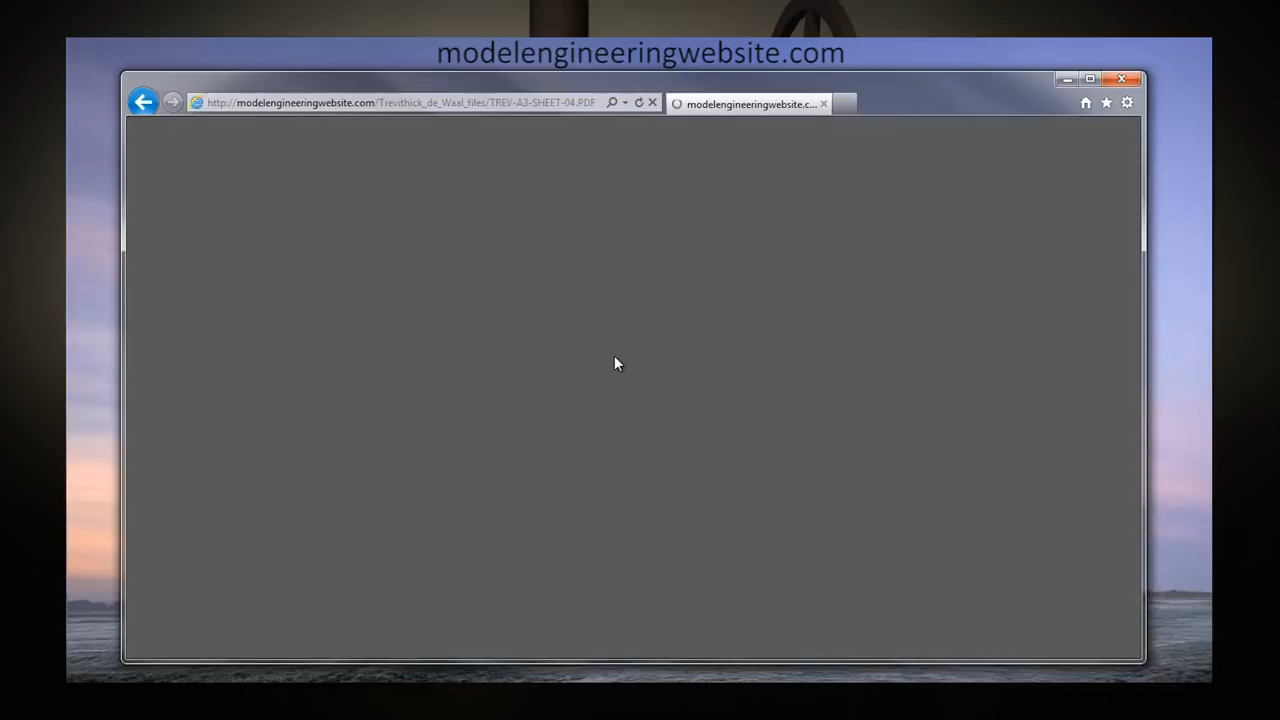 modelengineeringwebsite.com
http://modelengineeringwebsite.com/Trevithick_de_Waal_files/TREV-A3-SHEET-04.PDF
modelengineeringwebsite.c...